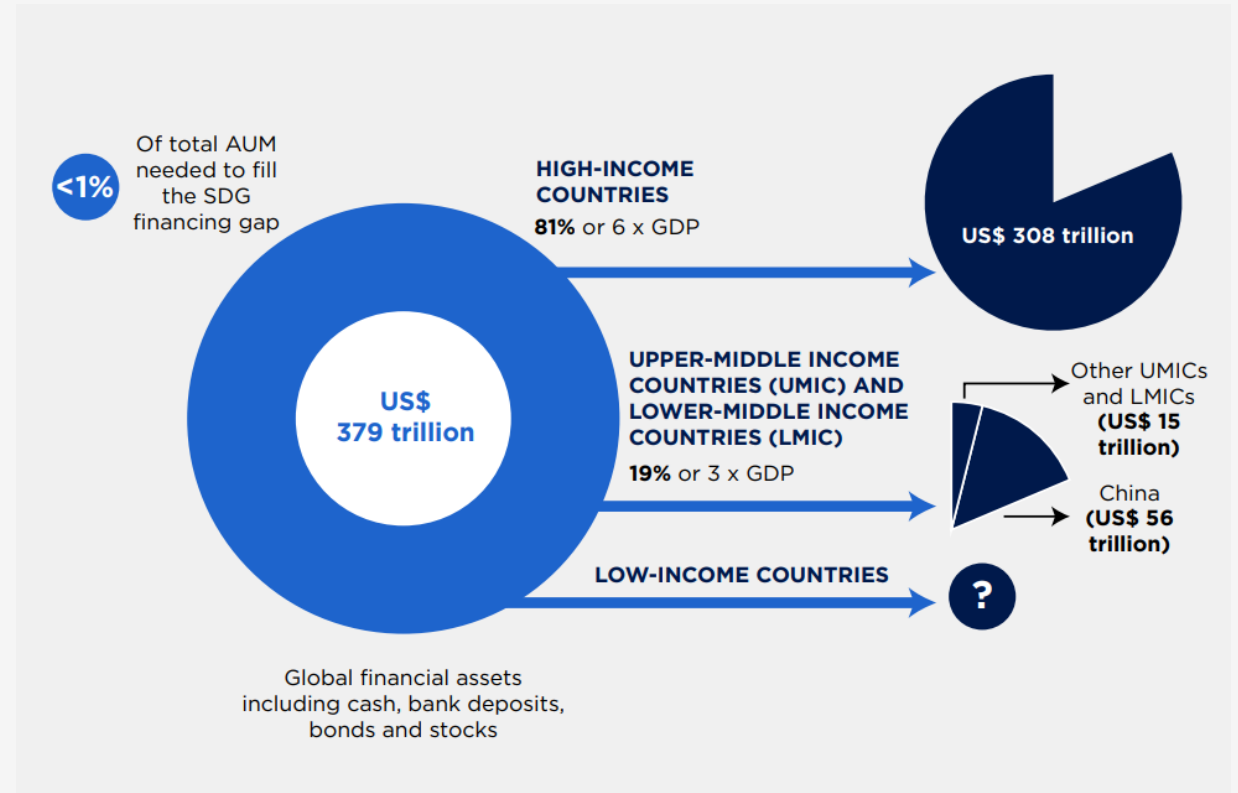 <1%
Of total AUM
needed to fill
the SDG
financing gap
HIGH-INCOME
COUNTRIES
81% or 6 x GDP
US$ 308 trillion
US$
379 trillion
UPPER-MIDDLE INCOME
COUNTRIES (UMIC) AND
LOWER-MIDDLE INCOME
COUNTRIES (LMIC)
19% or 3 x GDP
Other UMICs
and LMICs
(US$ 15
trillion)
China
(US$ 56
trillion)
LOW-INCOME COUNTRIES
?
Global financial assets
including cash, bank deposits,
bonds and stocks